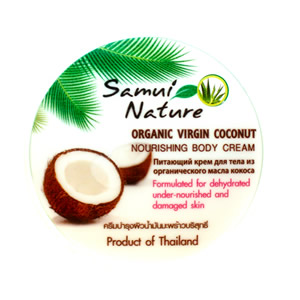 Samui
Nature
ORGANIC VIRGIN COCONUT
NOURISHING BODY CREAM
Питающий крем для тела из
органического масла кокоса
Formulated for dehydrated
under-nourished and
damaged skin
ครีมบำรุงผิวน้ำมันมะพร้าวบริสุทธิ์
Product of Thailand